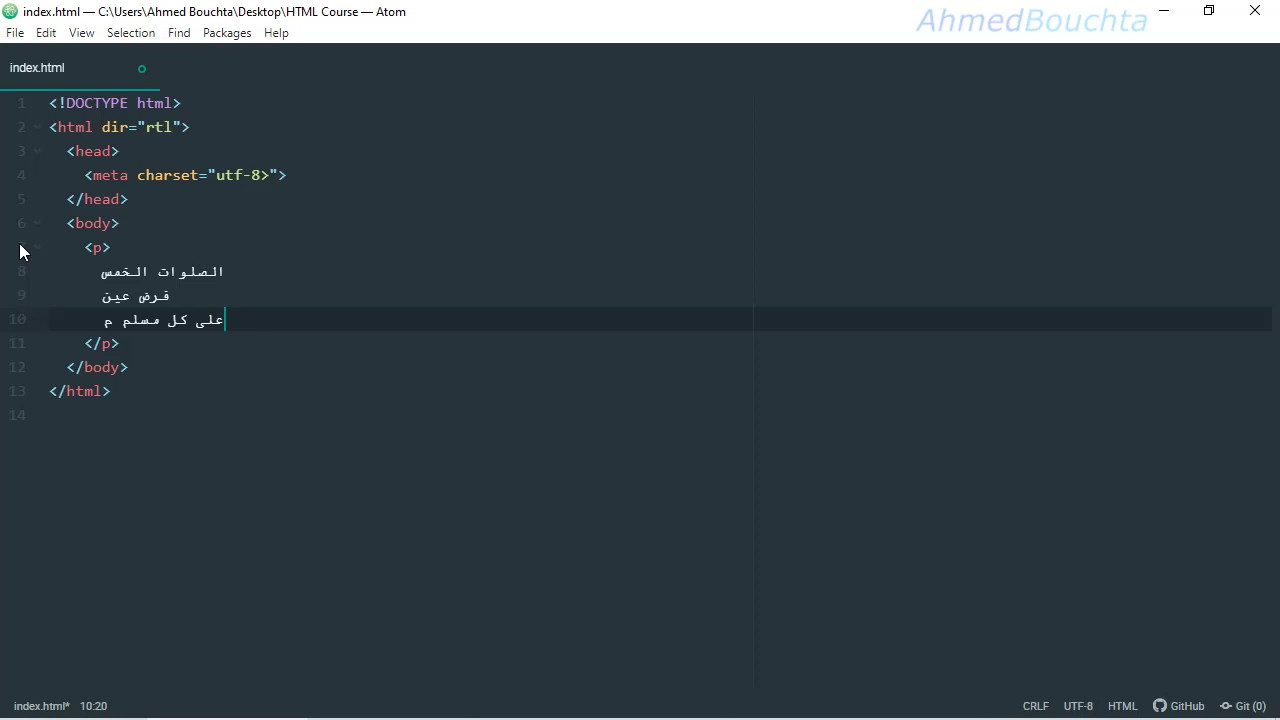 index.html — C:\Users\Ahmed Bouchta\Desktop\HTML Course — Atom
AhmedBouchta
File Edit View Selection Find Packages Help
index.html
1 <!DOCTYPE html>
2 <html dir="rtl">
3 <head>
4 <meta charset="utf-8>">
5 </head>
6 <body>
<p>
8 الصلوات الخمس
9 فرض عين
10 على كل مسلم م
11 </p>
12 </body>
13 </html>
14
index.html* 10:20 CRLF UTF-8 HTML GitHub Git (0)